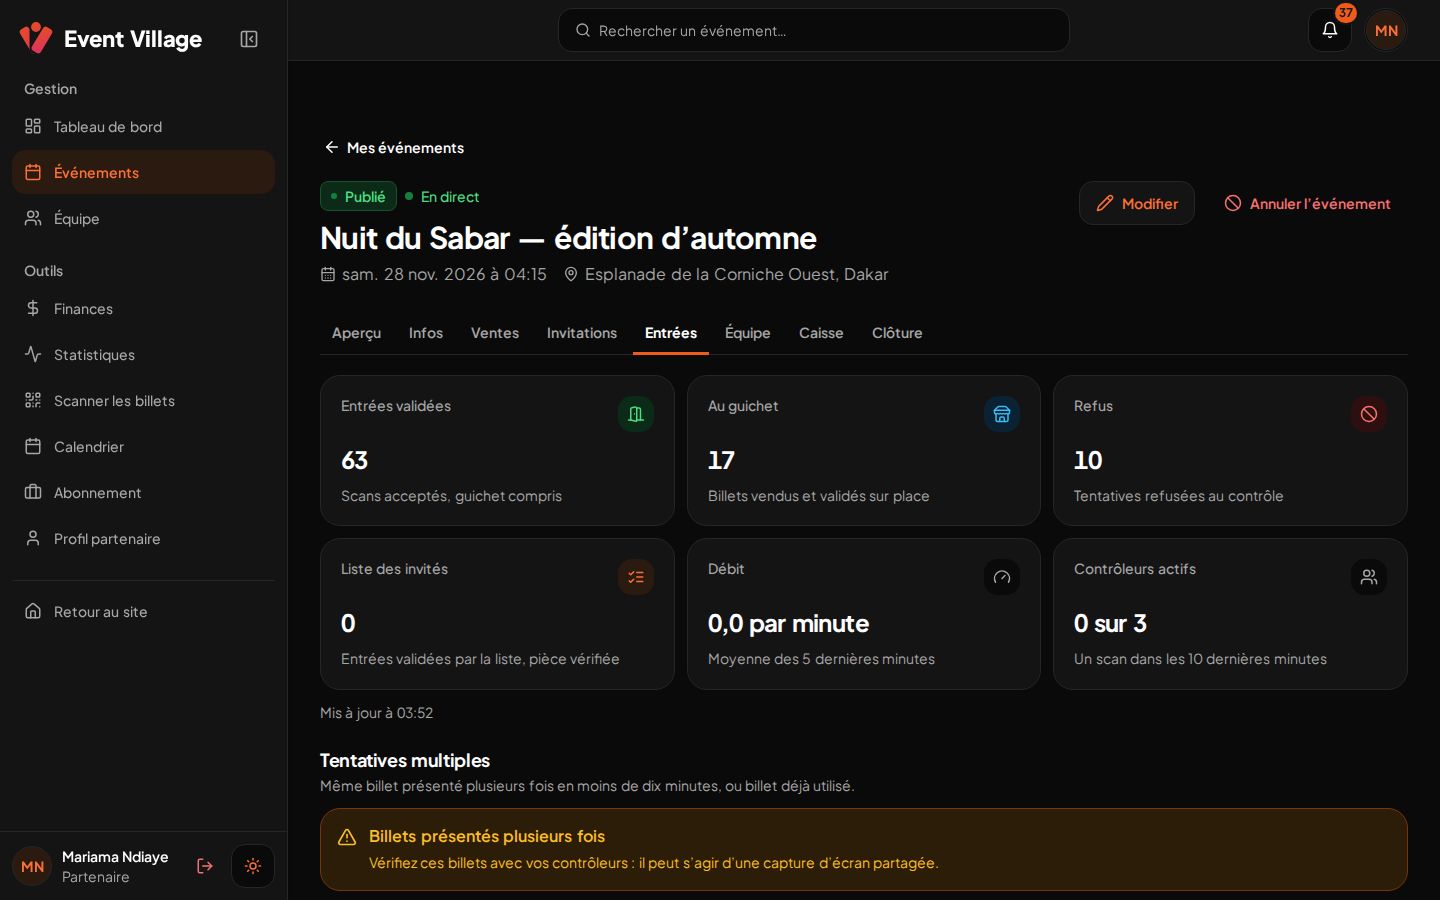 Event Village
Rechercher un événement...
37
MN
Gestion
Tableau de bord
Événements
Équipe
Outils
Finances
Statistiques
Scanner les billets
Calendrier
Abonnement
Profil partenaire
Retour au site
MN
Mariama Ndiaye
Partenaire
Mes événements
Publié
En direct
Modifier
Annuler l’événement
Nuit du Sabar — édition d’automne
sam. 28 nov. 2026 à 04:15
Esplanade de la Corniche Ouest, Dakar
Aperçu
Infos
Ventes
Invitations
Entrées
Équipe
Caisse
Clôture
Entrées validées
63
Scans acceptés, guichet compris
Au guichet
17
Billets vendus et validés sur place
Refus
10
Tentatives refusées au contrôle
Liste des invités
0
Entrées validées par la liste, pièce vérifiée
Débit
0,0 par minute
Moyenne des 5 dernières minutes
Contrôleurs actifs
0 sur 3
Un scan dans les 10 dernières minutes
Mis à jour à 03:52
Tentatives multiples
Même billet présenté plusieurs fois en moins de dix minutes, ou billet déjà utilisé.
Billets présentés plusieurs fois
Vérifiez ces billets avec vos contrôleurs : il peut s’agir d’une capture d’écran partagée.